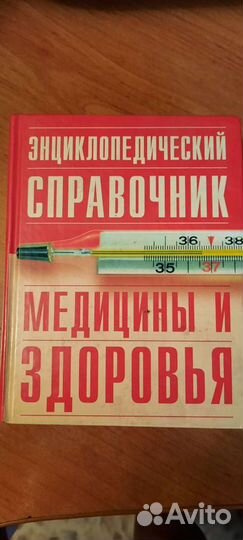 ЭНЦИКЛОПЕДИЧЕСКИЙ
СПРАВОЧНИК
36 38
35 37
МЕДИЦИНЫ И
ЗДОРОВЬЯ
Avito